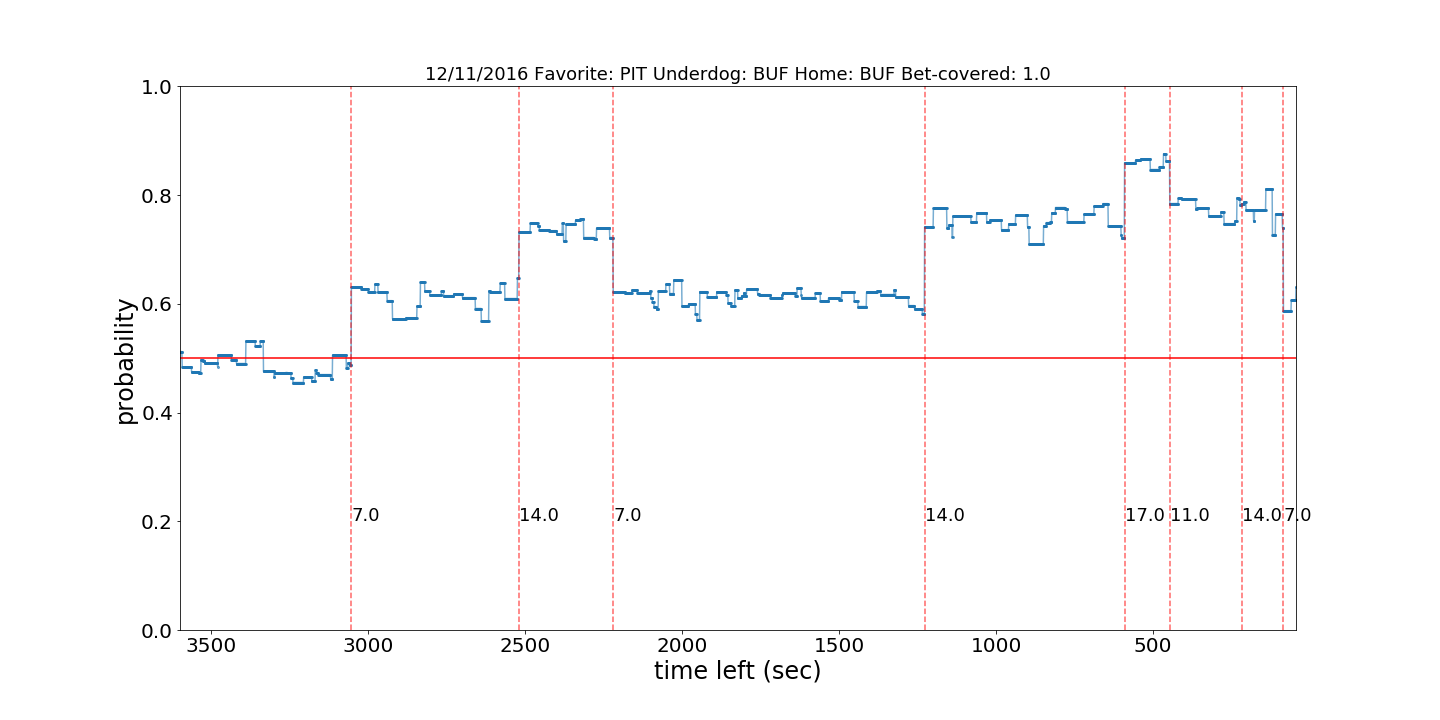 12/11/2016 Favorite: PIT Underdog: BUF Home: BUF Bet-covered: 1.0
1.0
0.8
0.6
0.4
0.2
0.0
probability
7.0 14.0 7.0 14.0 17.0 11.0 14.0 7.0
3500 3000 2500 2000 1500 1000 500
time left (sec)